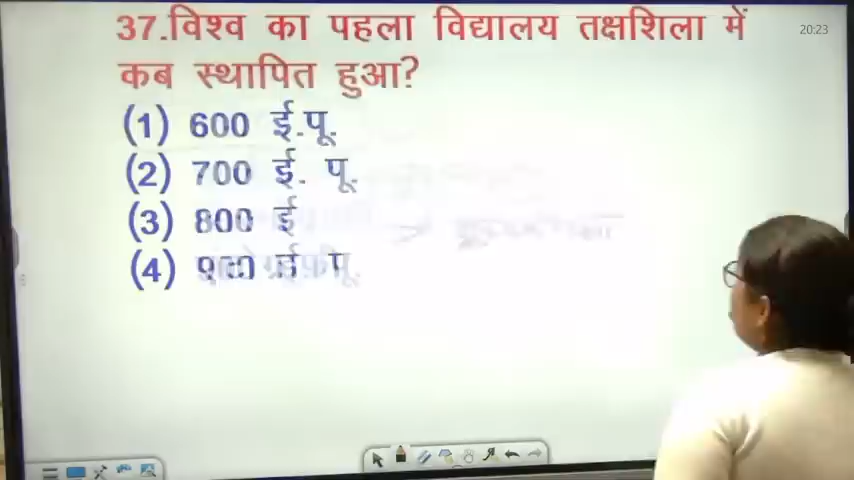 20:23
37.विश्व का पहला विद्यालय तक्षशिला में
कब स्थापित हुआ?
(1) 600 ई.पू.
(2) 700 ई. पू.
(3) 800 ई
(4)